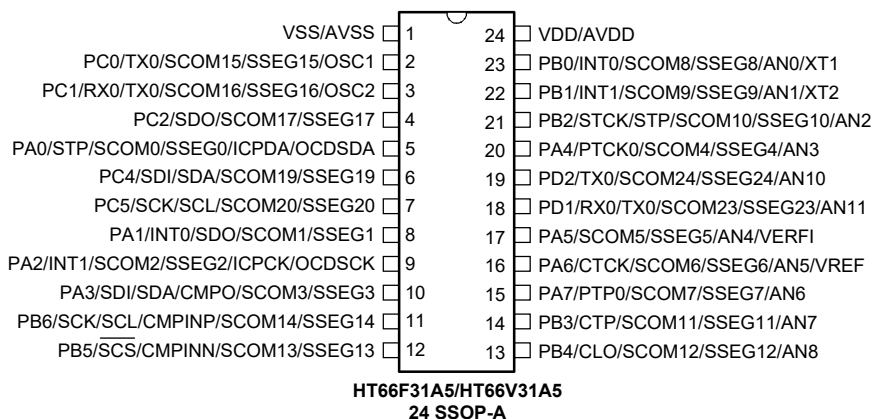 VSS/AVSS 1 24 VDD/AVDD
PC0/TX0/SCOM15/SSEG15/OSC1 2 23 PB0/INT0/SCOM8/SSEG8/AN0/XT1
PC1/RX0/TX0/SCOM16/SSEG16/OSC2 3 22 PB1/INT1/SCOM9/SSEG9/AN1/XT2
PC2/SDO/SCOM17/SSEG17 4 21 PB2/STCK/STP/SCOM10/SSEG10/AN2
PA0/STP/SCOM0/SSEG0/ICPDA/OCDSDA 5 20 PA4/PTCK0/SCOM4/SSEG4/AN3
PC4/SDI/SDA/SCOM19/SSEG19 6 19 PD2/TX0/SCOM24/SSEG24/AN10
PC5/SCK/SCL/SCOM20/SSEG20 7 18 PD1/RX0/TX0/SCOM23/SSEG23/AN11
PA1/INT0/SDO/SCOM1/SSEG1 8 17 PA5/SCOM5/SSEG5/AN4/VERFI
PA2/INT1/SCOM2/SSEG2/ICPCK/OCDSCK 9 16 PA6/CTCK/SCOM6/SSEG6/AN5/VREF
PA3/SDI/SDA/CMPO/SCOM3/SSEG3 10 15 PA7/PTP0/SCOM7/SSEG7/AN6
PB6/SCK/SCL/CMPINP/SCOM14/SSEG14 11 14 PB3/CTP/SCOM11/SSEG11/AN7
PB5/S̅C̅S̅/CMPINN/SCOM13/SSEG13 12 13 PB4/CLO/SCOM12/SSEG12/AN8
HT66F31A5/HT66V31A5
24 SSOP-A